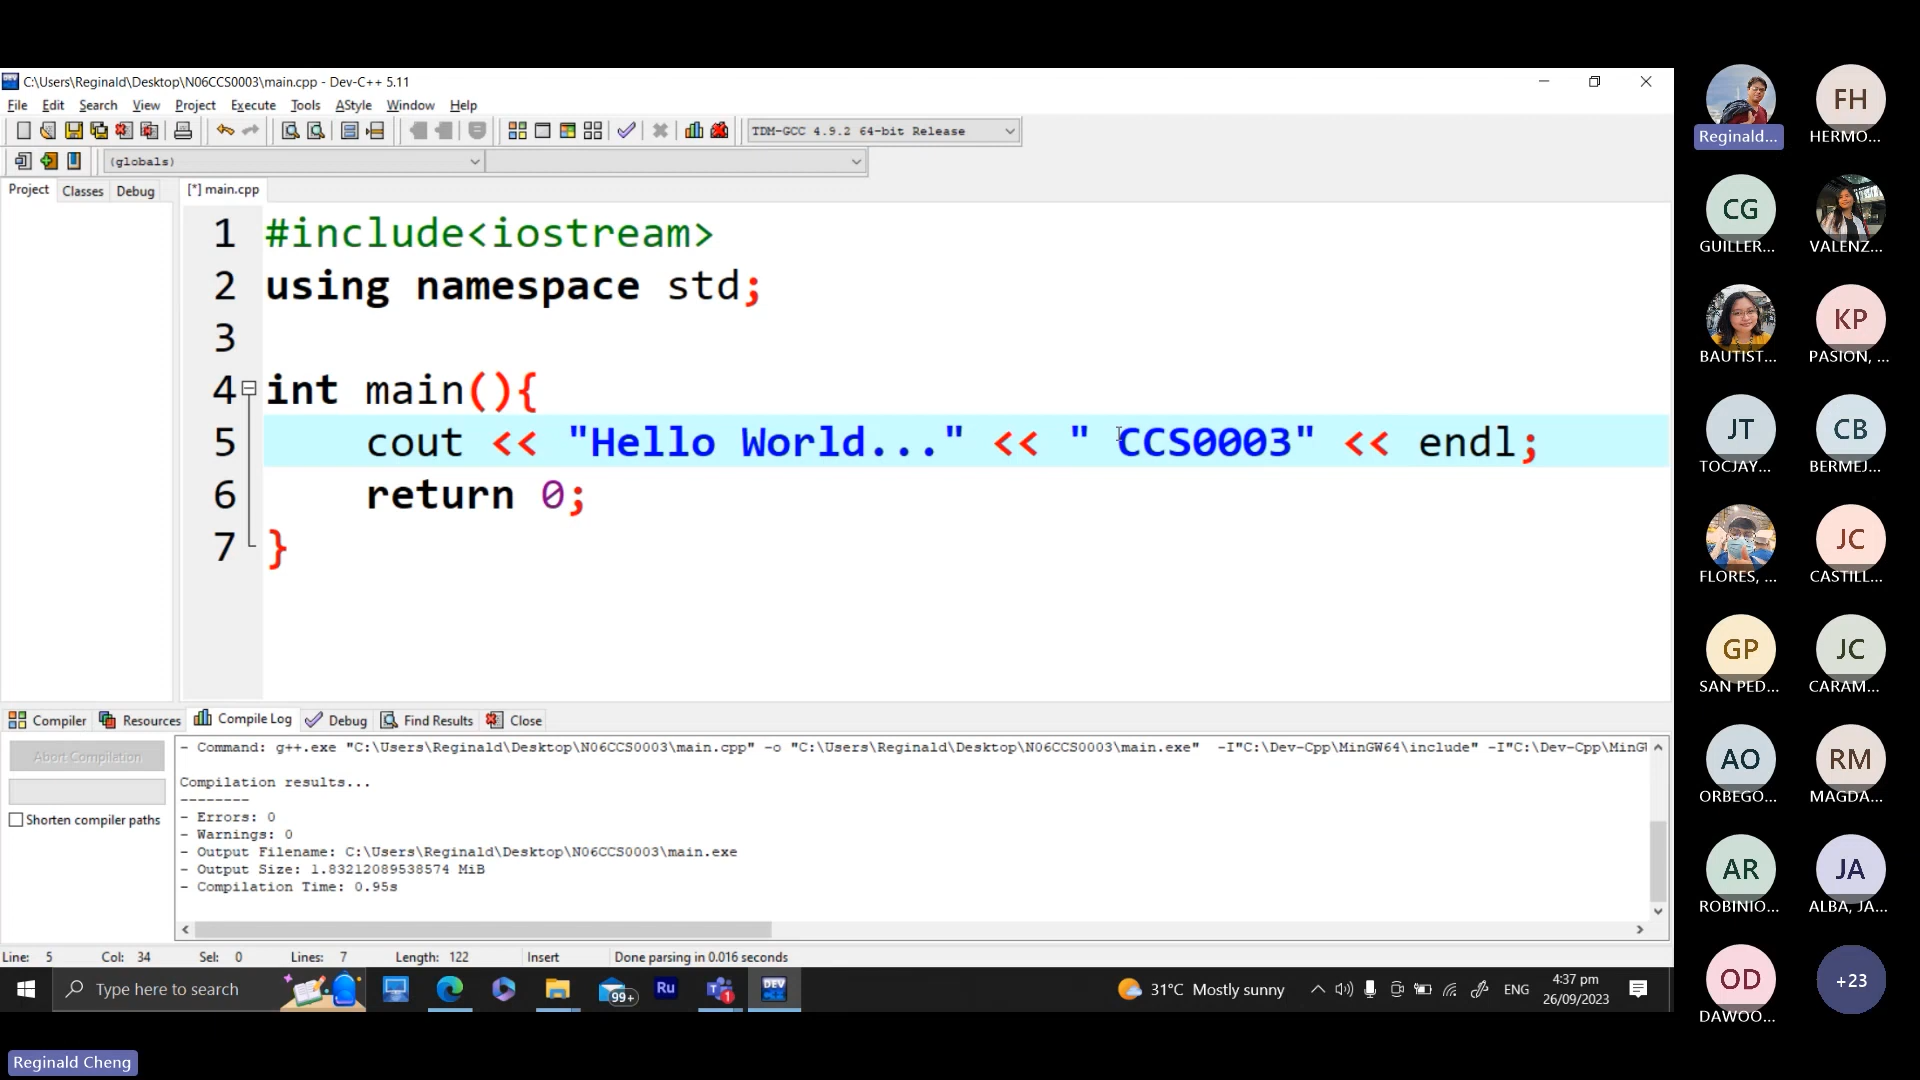 C:\Users\Reginald\Desktop\N06CCS0003\main.cpp - Dev-C++ 5.11
File Edit Search View Project Execute Tools AStyle Window Help
TDM-GCC 4.9.2 64-bit Release
(globals)
Project Classes Debug [*] main.cpp
1 #include<iostream>
2 using namespace std;
3
4 int main(){
5 cout << "Hello World..." << " CCS0003" << endl;
6 return 0;
7 }
Compiler Resources Compile Log Debug Find Results Close
Abort Compilation
Shorten compiler paths
- Command: g++.exe "C:\Users\Reginald\Desktop\N06CCS0003\main.cpp" -o "C:\Users\Reginald\Desktop\N06CCS0003\main.exe" -I"C:\Dev-Cpp\MinGW64\include" -I"C:\Dev-Cpp\MinG
Compilation results...
--------
- Errors: 0
- Warnings: 0
- Output Filename: C:\Users\Reginald\Desktop\N06CCS0003\main.exe
- Output Size: 1.83212089538574 MiB
- Compilation Time: 0.95s
Line: 5 Col: 34 Sel: 0 Lines: 7 Length: 122 Insert Done parsing in 0.016 seconds
Type here to search
99+
Ru
1
DEV
31°C Mostly sunny
ENG
4:37 pm
26/09/2023
Reginald Cheng
Reginald...
FH
HERMO...
CG
GUILLER...
VALENZ...
BAUTIST...
KP
PASION, ...
JT
TOCJAY...
CB
BERMEJ...
FLORES, ...
JC
CASTILL...
GP
SAN PED...
JC
CARAM...
AO
ORBEGO...
RM
MAGDA...
AR
ROBINIO...
JA
ALBA, JA...
OD
DAWOO...
+23